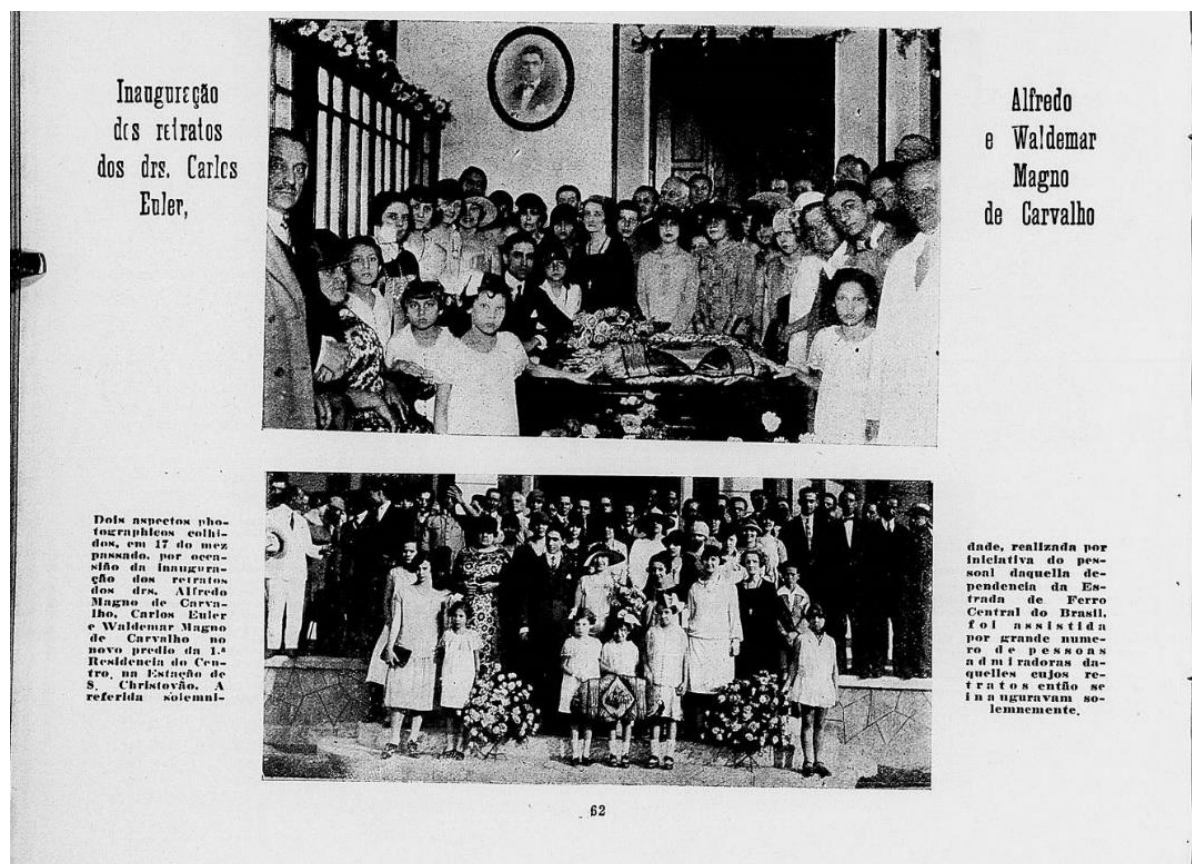 Inauguração
dos retratos
dos drs. Carlos
Euler,
Alfredo
e Waldemar
Magno
de Carvalho
Dois aspectos pho-
tographicos colhi-
dos, em 17 do mez
passado, por occa-
sião da inaugura-
ção dos retratos
dos drs. Alfredo
Magno de Carva-
lho, Carlos Euler
e Waldemar Magno
de Carvalho no
novo predio da 1.ª
Residencia do Cen-
tro, na Estação de
S. Christovão. A
referida solemni-
dade, realizada por
iniciativa do pes-
soal daquella de-
pendencia da Es-
trada de Ferro
Central do Brasil,
foi assistida
por grande nume-
ro de pessoas
admiradoras da-
quelles cujos re-
tratos então se
inauguravam so-
lemnemente.
62